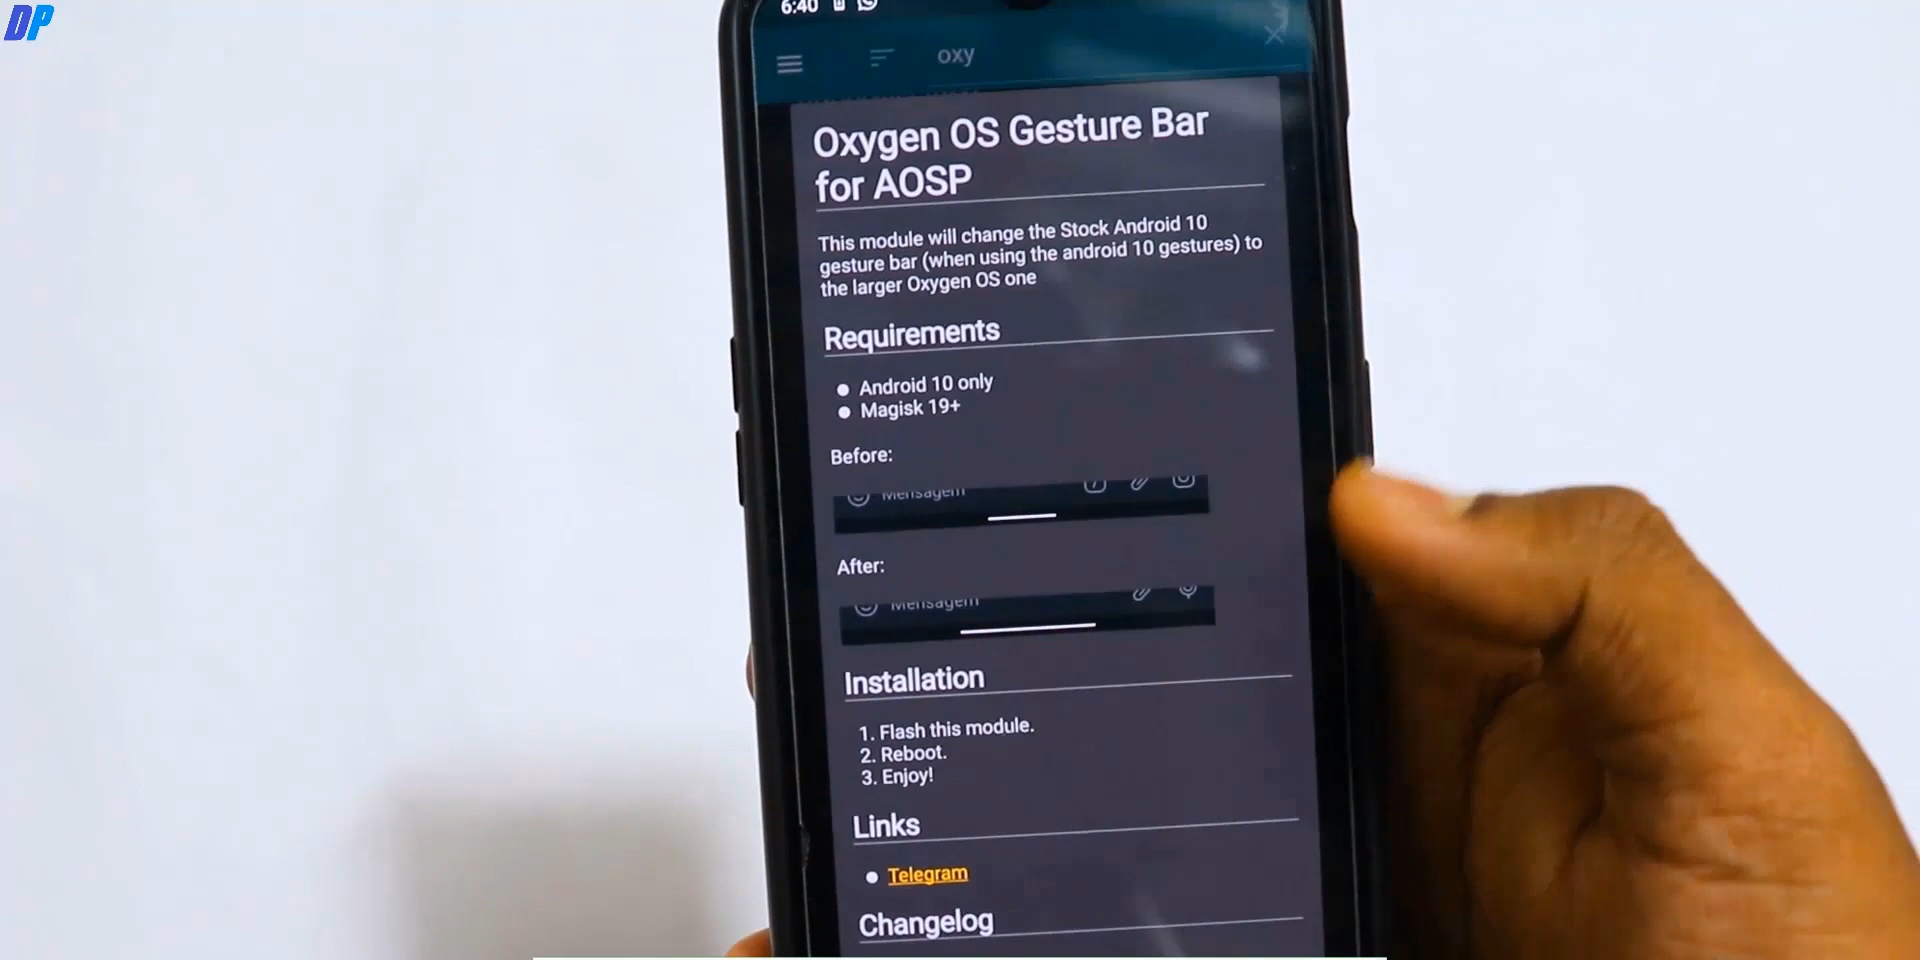 DP
6:40
oxy
Oxygen OS Gesture Bar
for AOSP
This module will change the Stock Android 10
gesture bar (when using the android 10 gestures) to
the larger Oxygen OS one
Requirements
Android 10 only
Magisk 19+
Before:
Mensagem
After:
Mensagem
Installation
1. Flash this module.
2. Reboot.
3. Enjoy!
Links
Telegram
Changelog